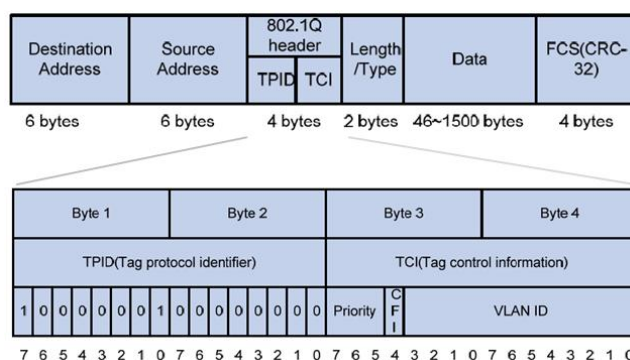 Destination Address
Source Address
802.1Q header
TPID TCI
Length /Type
Data
FCS(CRC-32)
6 bytes 6 bytes 4 bytes 2 bytes 46~1500 bytes 4 bytes
Byte 1 Byte 2 Byte 3 Byte 4
TPID(Tag protocol identifier) TCI(Tag control information)
1 0 0 0 0 0 0 1 0 0 0 0 0 0 0 0 Priority CFI VLAN ID
7 6 5 4 3 2 1 0 7 6 5 4 3 2 1 0 7 6 5 4 3 2 1 0 7 6 5 4 3 2 1 0